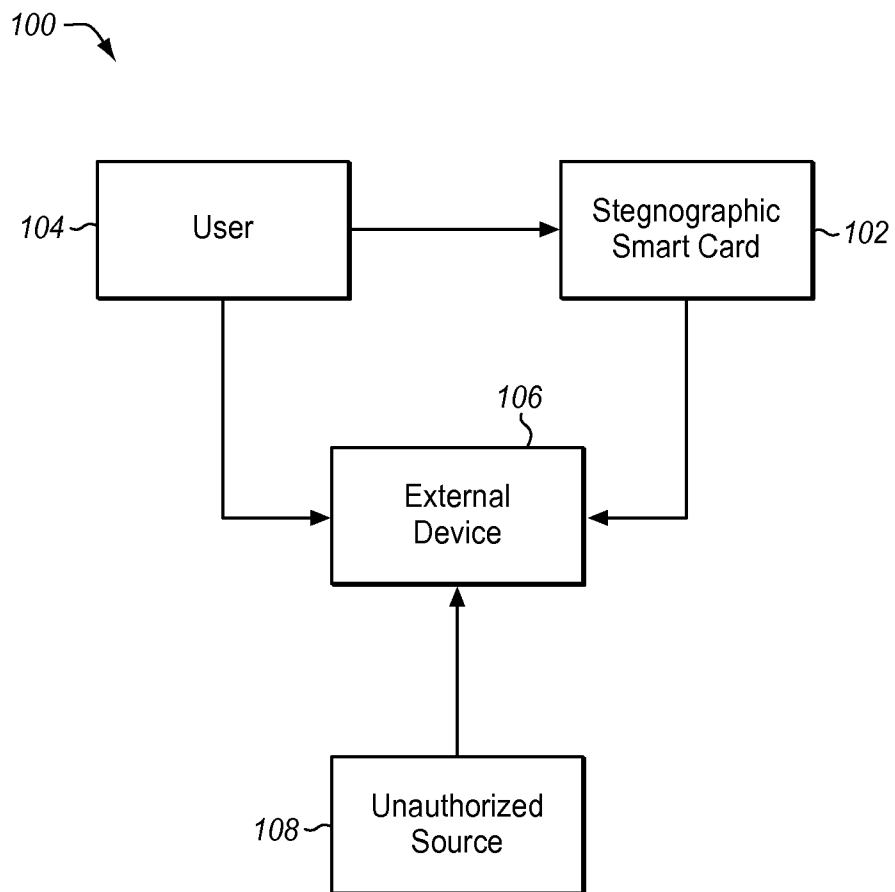 100
104
User
Stegnographic
Smart Card
102
106
External
Device
108
Unauthorized
Source